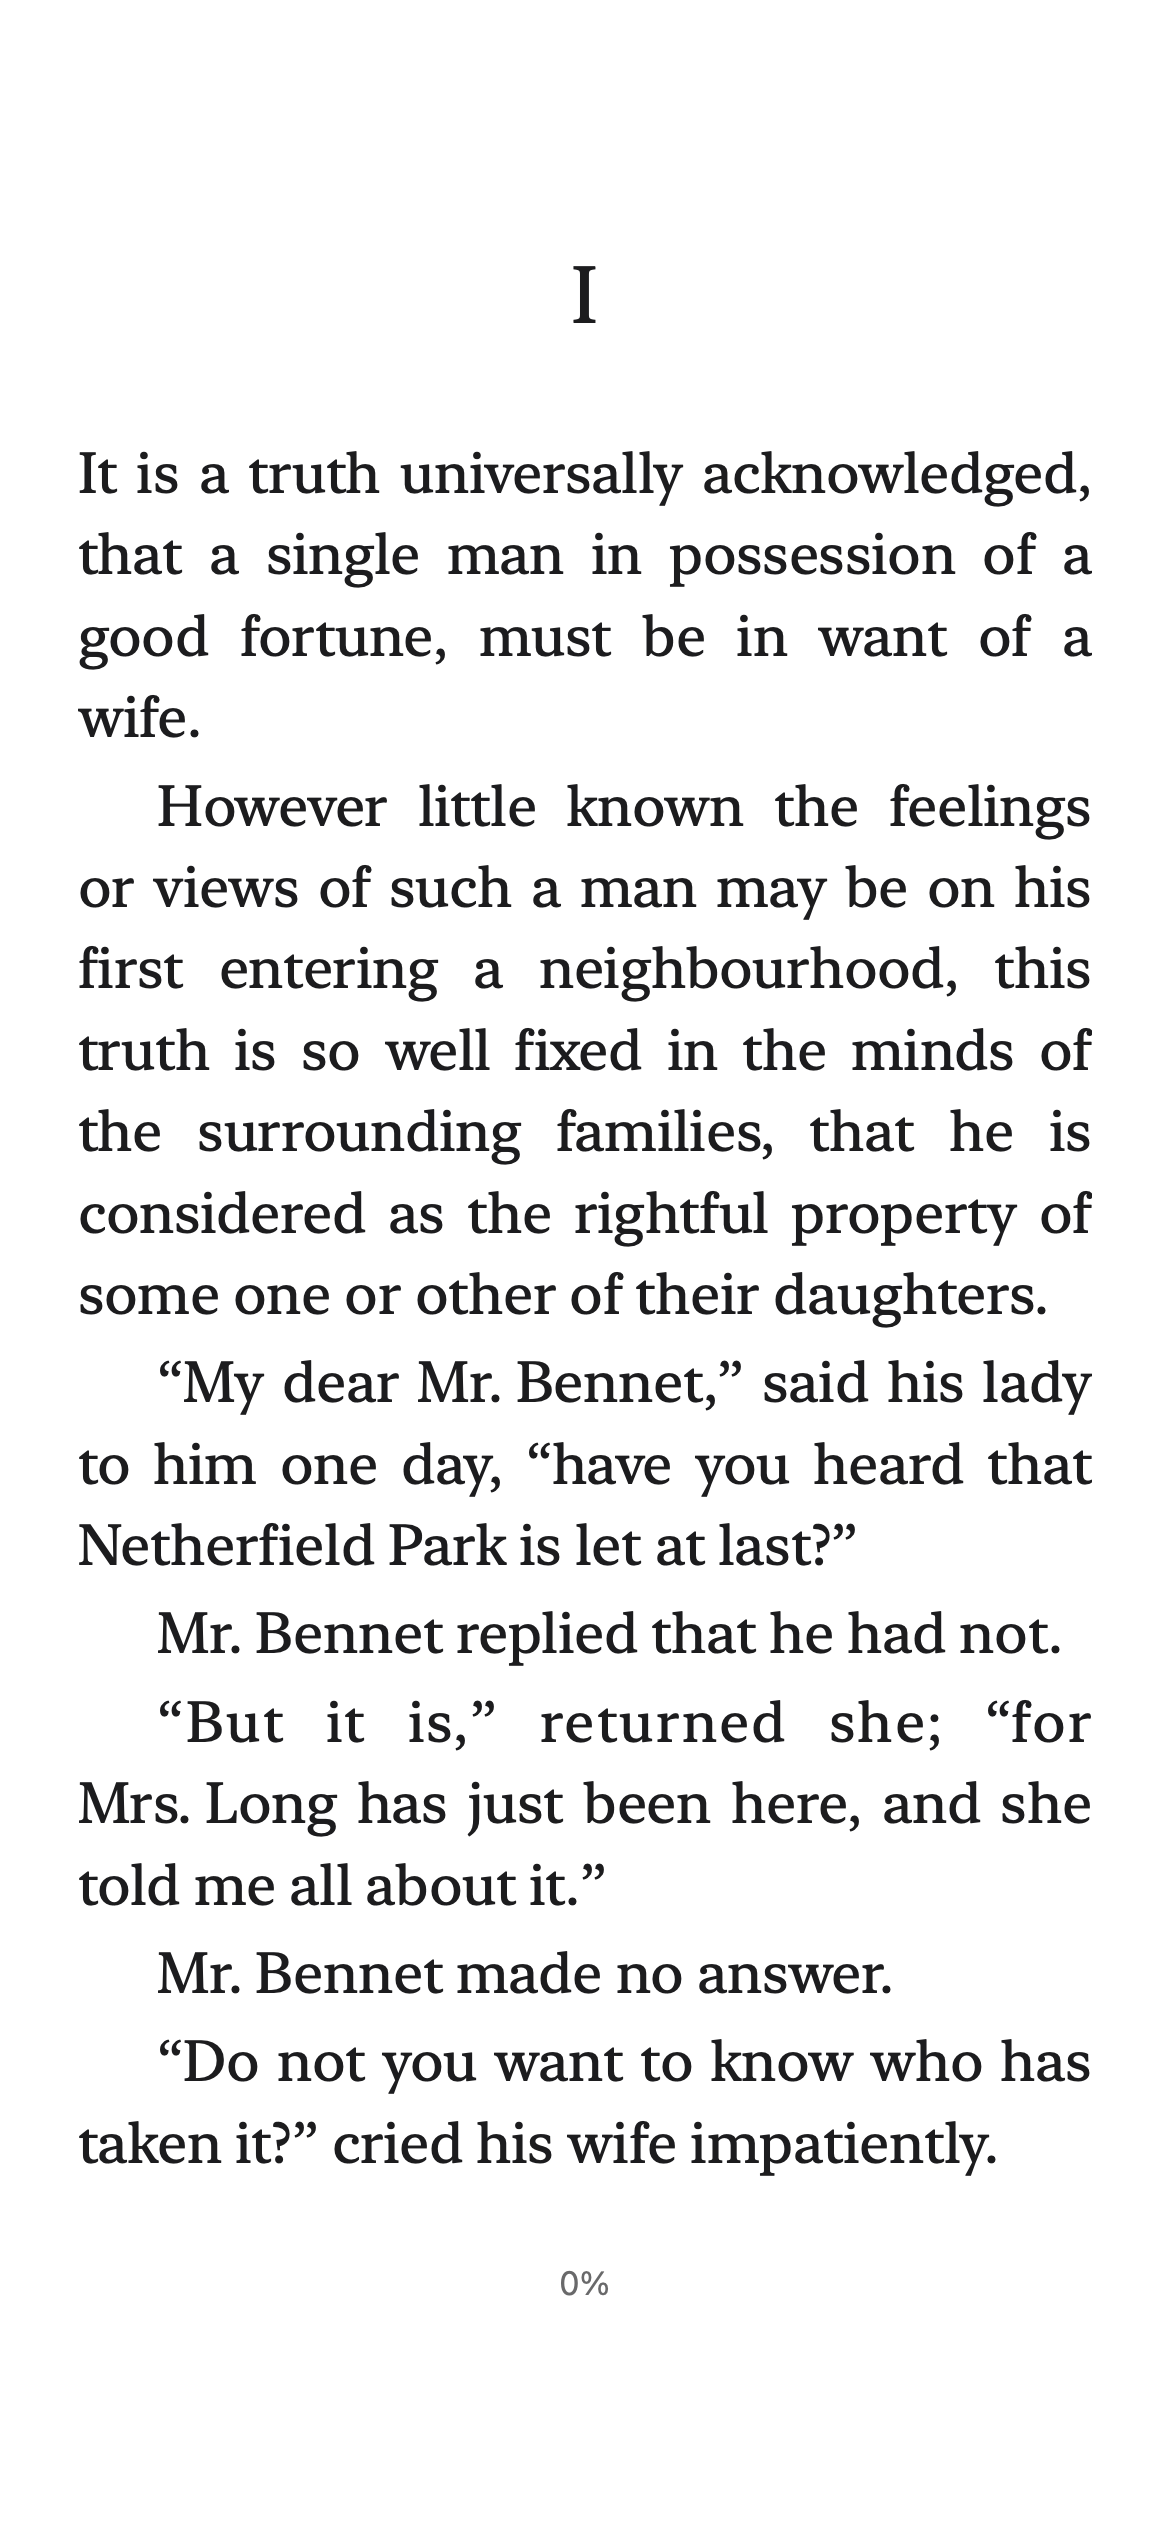 I
It is a truth universally acknowledged,
that a single man in possession of a
good fortune, must be in want of a
wife.
However little known the feelings
or views of such a man may be on his
first entering a neighbourhood, this
truth is so well fixed in the minds of
the surrounding families, that he is
considered as the rightful property of
some one or other of their daughters.
“My dear Mr. Bennet,” said his lady
to him one day, “have you heard that
Netherfield Park is let at last?”
Mr. Bennet replied that he had not.
“But it is,” returned she; “for
Mrs. Long has just been here, and she
told me all about it.”
Mr. Bennet made no answer.
“Do not you want to know who has
taken it?” cried his wife impatiently.
0%